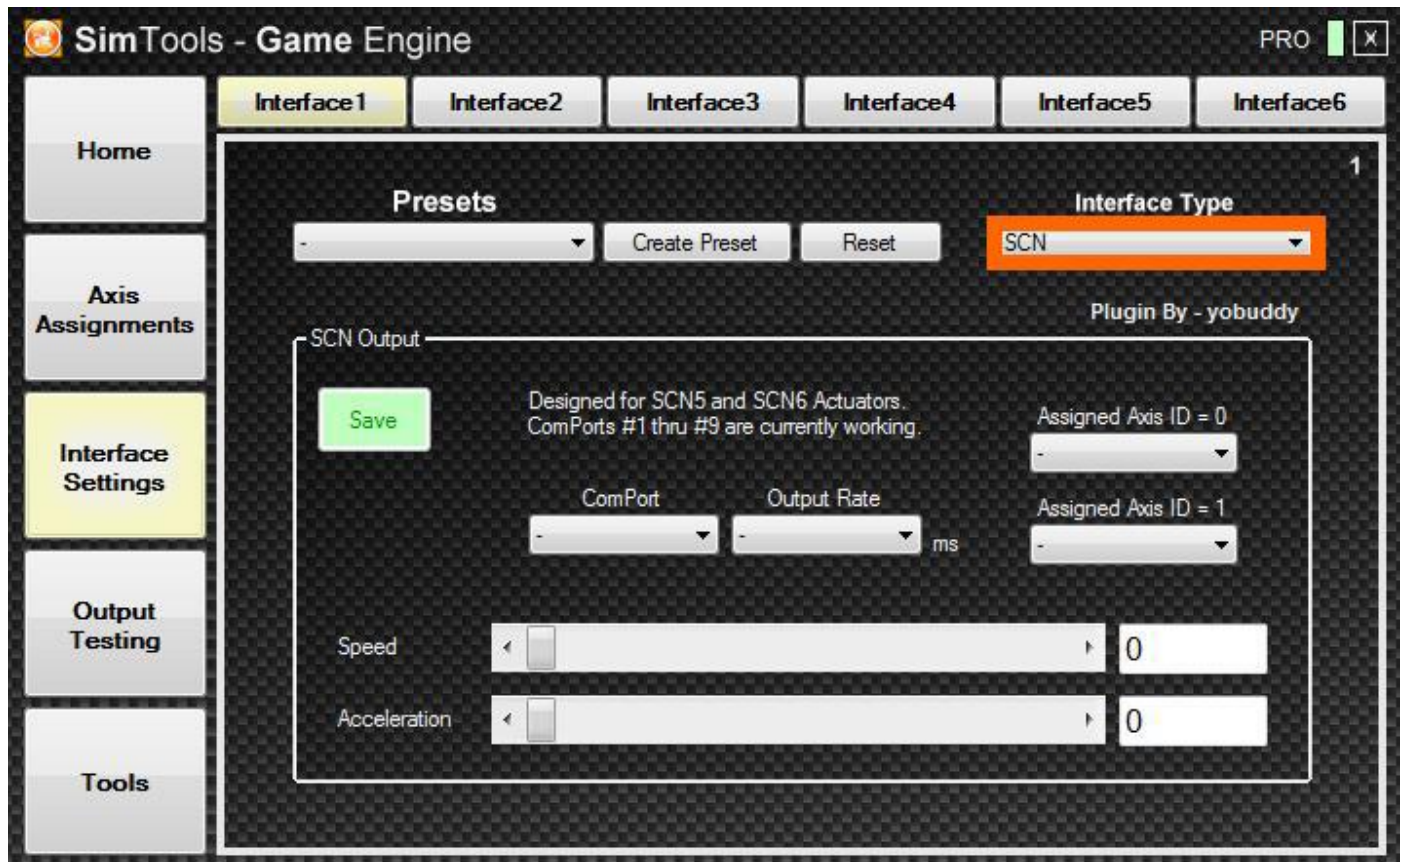 SimTools - Game Engine
PRO
X
Interface1
Interface2
Interface3
Interface4
Interface5
Interface6
Home
Axis
Assignments
Interface
Settings
Output
Testing
Tools
1
Presets
-
Create Preset
Reset
Interface Type
SCN
Plugin By - yobuddy
SCN Output
Save
Designed for SCN5 and SCN6 Actuators.
ComPorts #1 thru #9 are currently working.
Assigned Axis ID = 0
-
ComPort
-
Output Rate
-
ms
Assigned Axis ID = 1
-
Speed
0
Acceleration
0